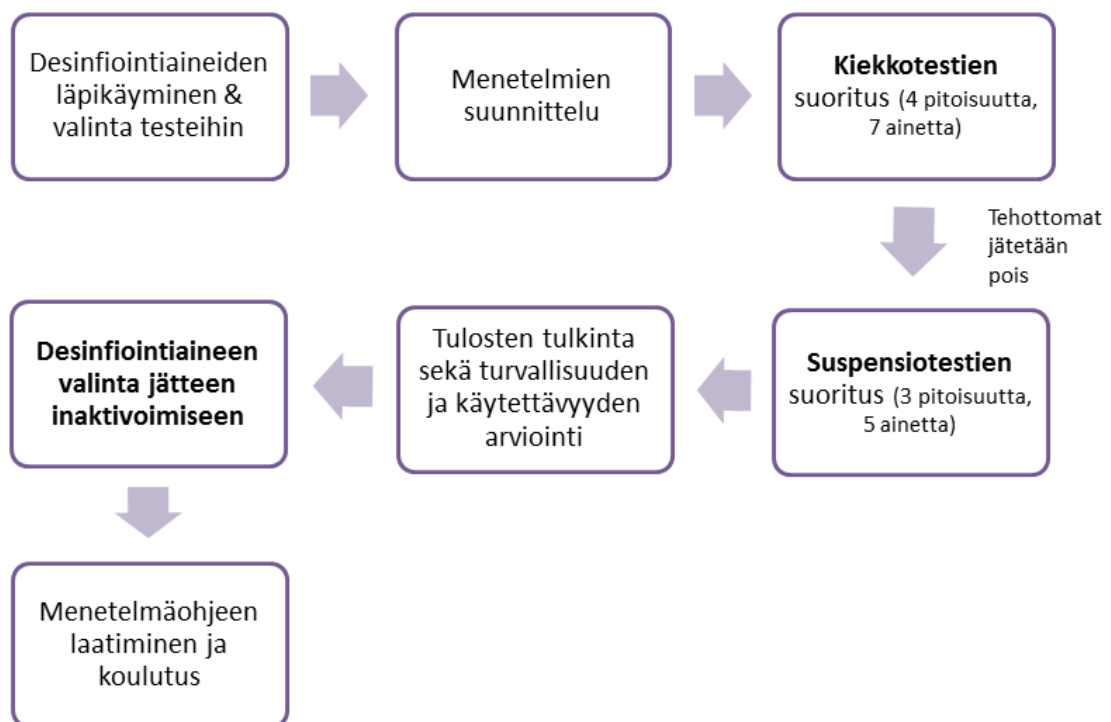 Desinfiointiaineiden
läpikäyminen &
valinta testeihin
Menetelmien
suunnittelu
Kiekkotestien
suoritus (4 pitoisuutta,
7 ainetta)
Tehottomat
jätetään
pois
Suspensiotestien
suoritus (3 pitoisuutta,
5 ainetta)
Tulosten tulkinta
sekä turvallisuuden
ja käytettävyyden
arviointi
Desinfiointiaineen
valinta jätteen
inaktivoimiseen
Menetelmäohjeen
laatiminen ja
koulutus